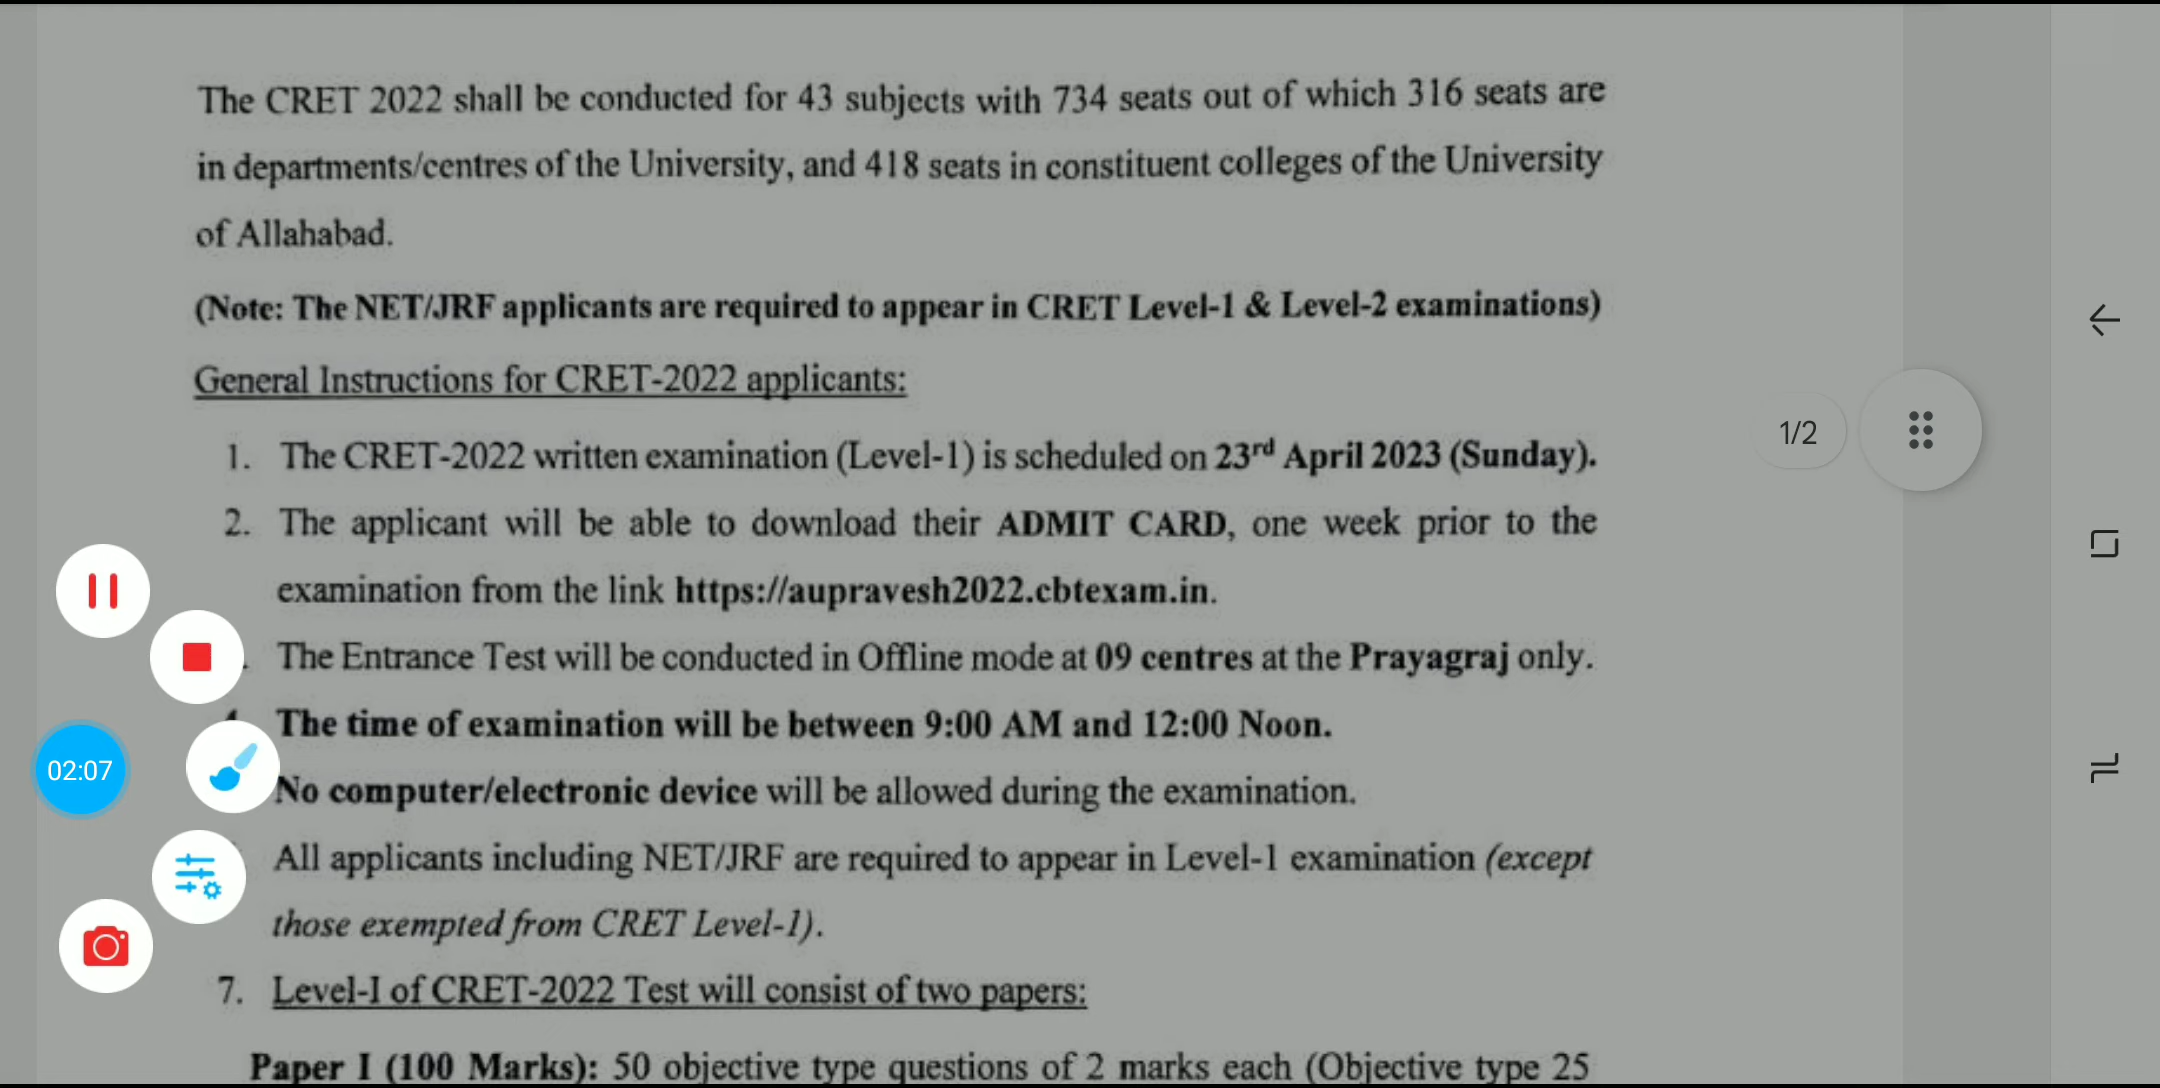 The CRET 2022 shall be conducted for 43 subjects with 734 seats out of which 316 seats are
in departments/centres of the University, and 418 seats in constituent colleges of the University
of Allahabad.
(Note: The NET/JRF applicants are required to appear in CRET Level-1 & Level-2 examinations)
General Instructions for CRET-2022 applicants:
1. The CRET-2022 written examination (Level-1) is scheduled on 23rd April 2023 (Sunday).
1/2
2. The applicant will be able to download their ADMIT CARD, one week prior to the
examination from the link https://aupravesh2022.cbtexam.in.
The Entrance Test will be conducted in Offline mode at 09 centres at the Prayagraj only.
The time of examination will be between 9:00 AM and 12:00 Noon.
02:07
No computer/electronic device will be allowed during the examination.
All applicants including NET/JRF are required to appear in Level-1 examination (except
those exempted from CRET Level-1).
7. Level-I of CRET-2022 Test will consist of two papers:
Paper I (100 Marks): 50 objective type questions of 2 marks each (Objective type 25